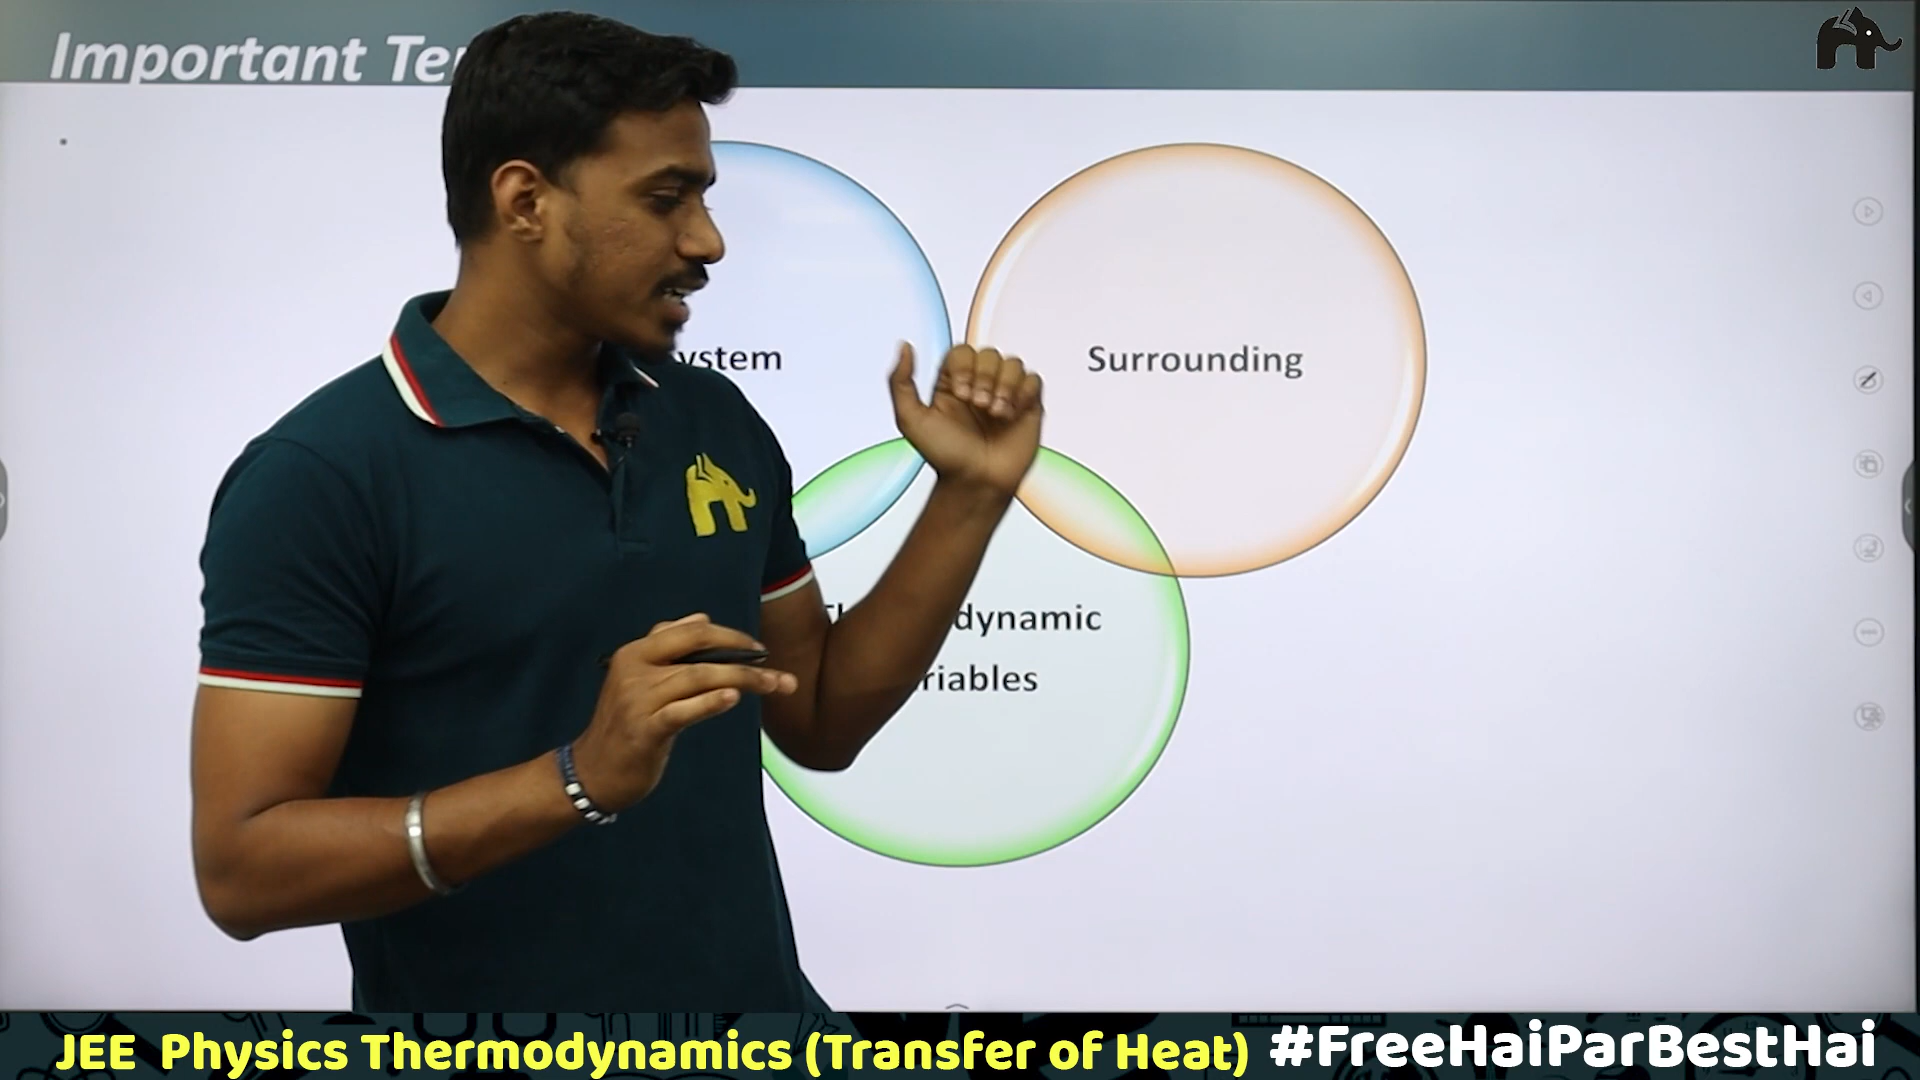 Important Te
ystem
Surrounding
dynamic
riables
JEE Physics Thermodynamics (Transfer of Heat) #FreeHaiParBestHai